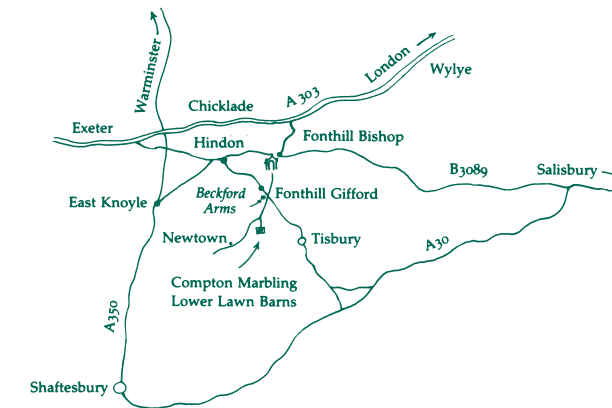 Warminster
London
Wylye
A 303
Chicklade
Exeter
Hindon
Fonthill Bishop
B3089
Salisbury
Beckford
Arms
Fonthill Gifford
East Knoyle
Newtown
Tisbury
A30
Compton Marbling
Lower Lawn Barns
A350
Shaftesbury